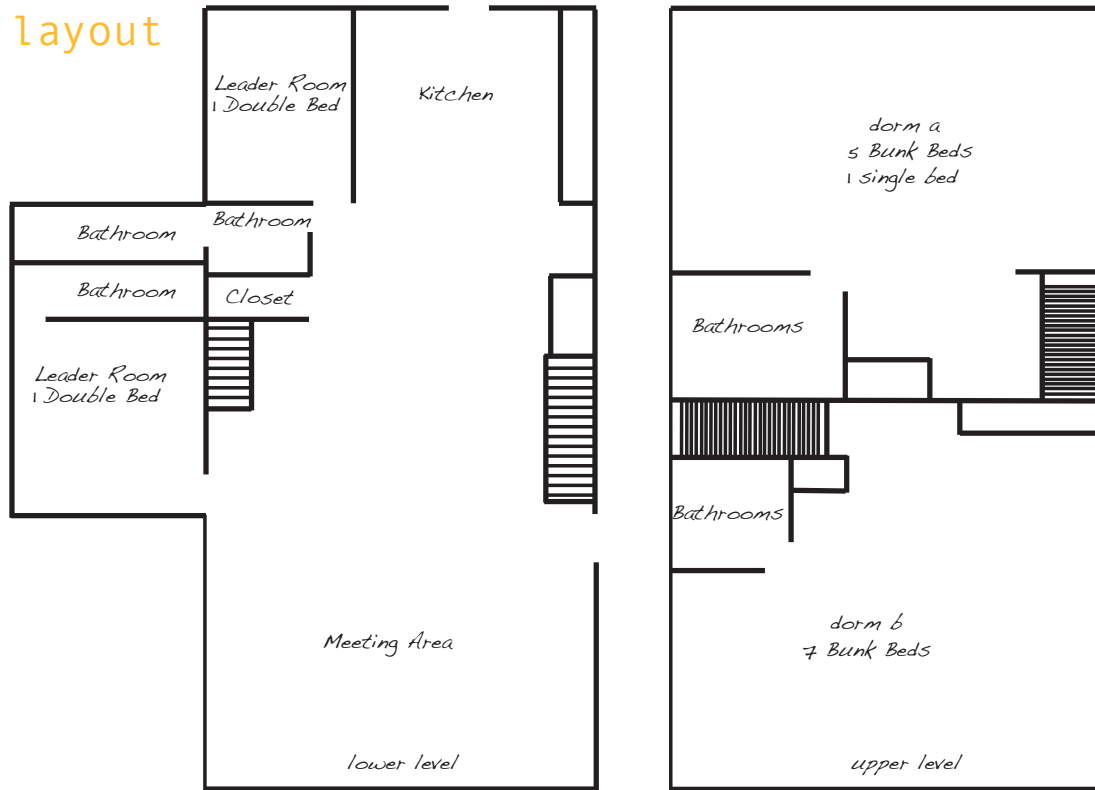 layout
Leader Room
1 Double Bed
Kitchen
Bathroom
Bathroom
Bathroom
Closet
Leader Room
1 Double Bed
Meeting Area
lower level
dorm a
5 Bunk Beds
1 single bed
Bathrooms
Bathrooms
dorm b
7 Bunk Beds
upper level